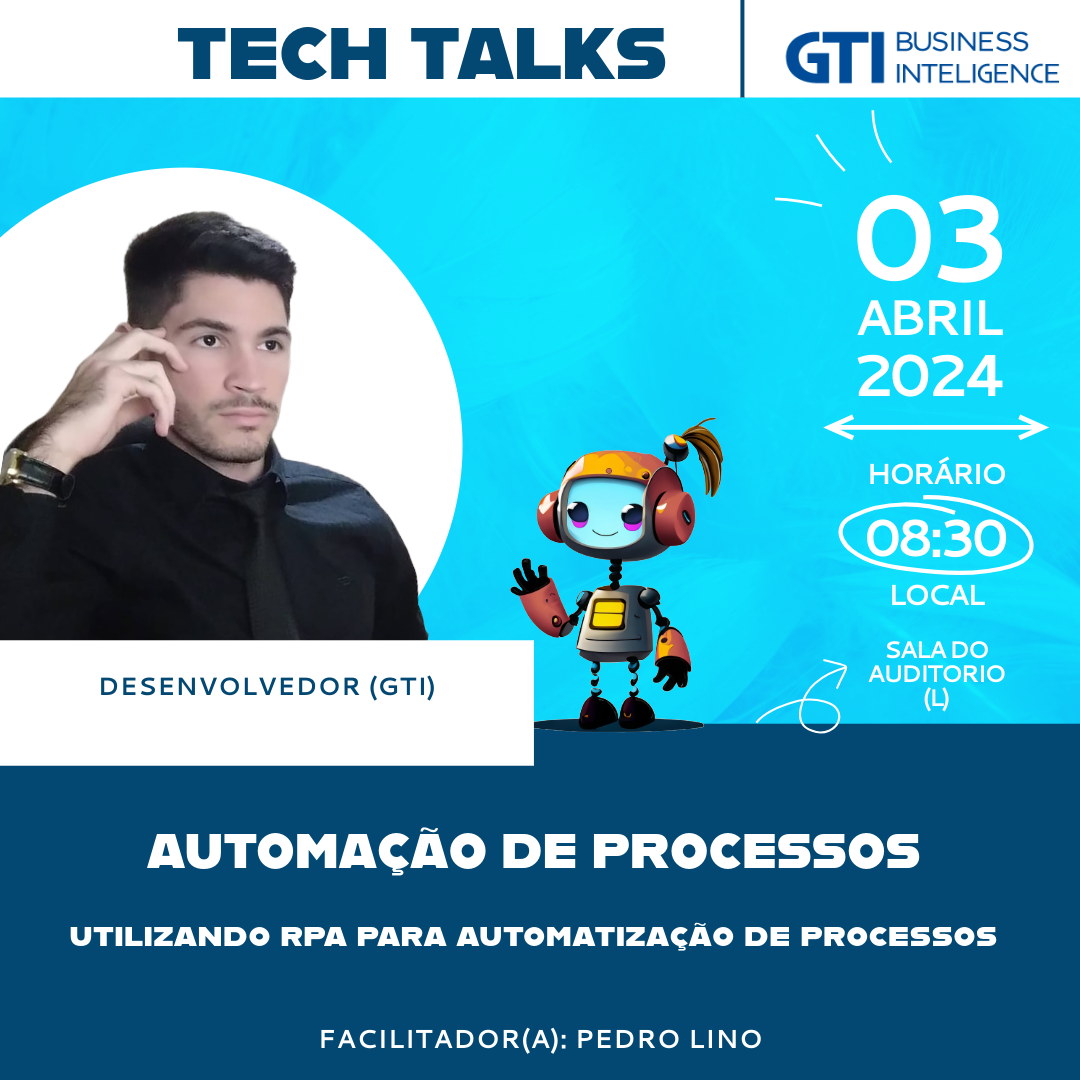 TECH TALKS
GTI BUSINESS
INTELIGENCE
03
ABRIL
2024
HORÁRIO
08:30
LOCAL
SALA DO
AUDITORIO
(L)
DESENVOLVEDOR (GTI)
AUTOMAÇÃO DE PROCESSOS
UTILIZANDO RPA PARA AUTOMATIZAÇÃO DE PROCESSOS
FACILITADOR(A): PEDRO LINO